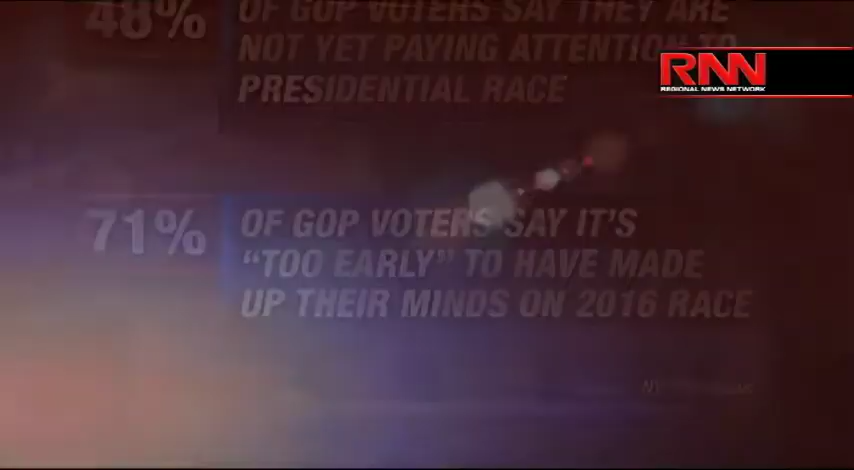 48% OF GOP VOTERS SAY THEY ARE
NOT YET PAYING ATTENTION TO
PRESIDENTIAL RACE
RNN
REGIONAL NEWS NETWORK
71% OF GOP VOTERS SAY IT'S
“TOO EARLY” TO HAVE MADE
UP THEIR MINDS ON 2016 RACE